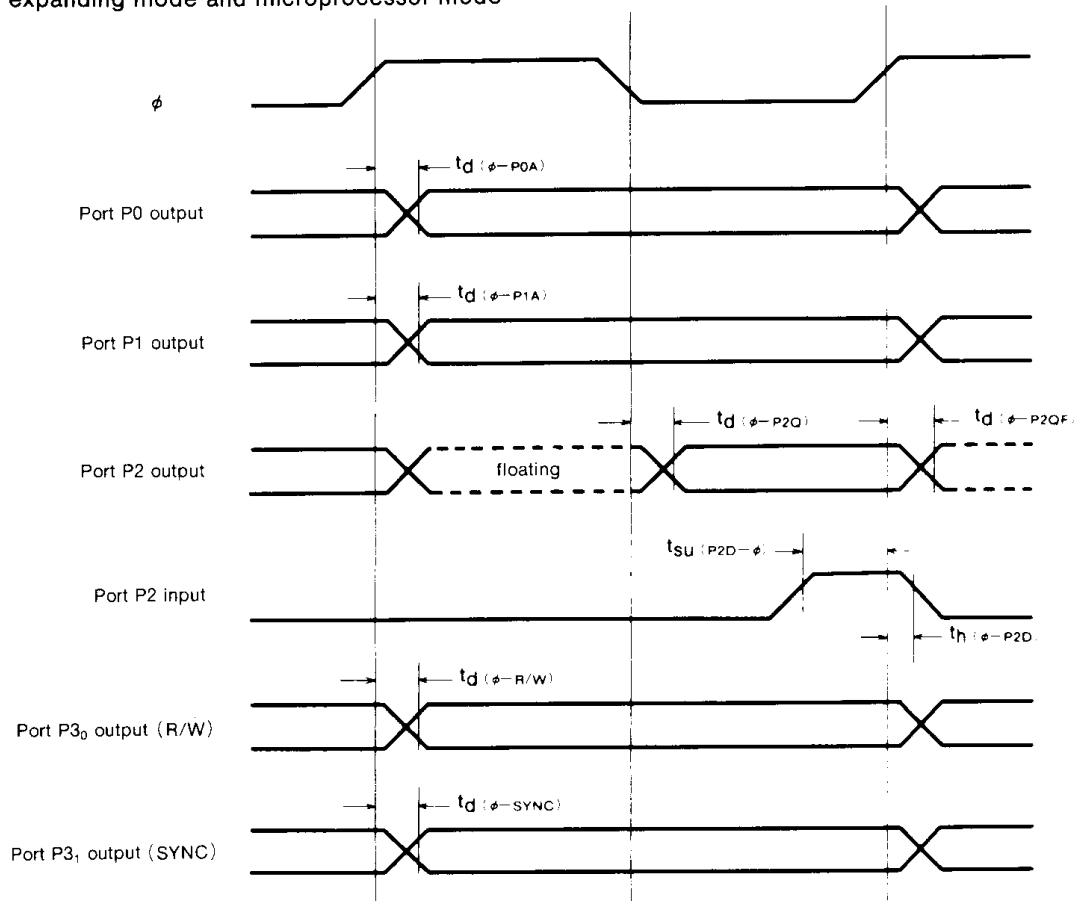 expanding mode and microprocessor mode
φ
td (φ−P0A)
Port P0 output
td (φ−P1A)
Port P1 output
td (φ−P2Q)
td (φ−P2QF)
Port P2 output
floating
tsu (P2D−φ)
Port P2 input
th (φ−P2D)
td (φ−R/W)
Port P3₀ output (R/W)
td (φ−SYNC)
Port P3₁ output (SYNC)